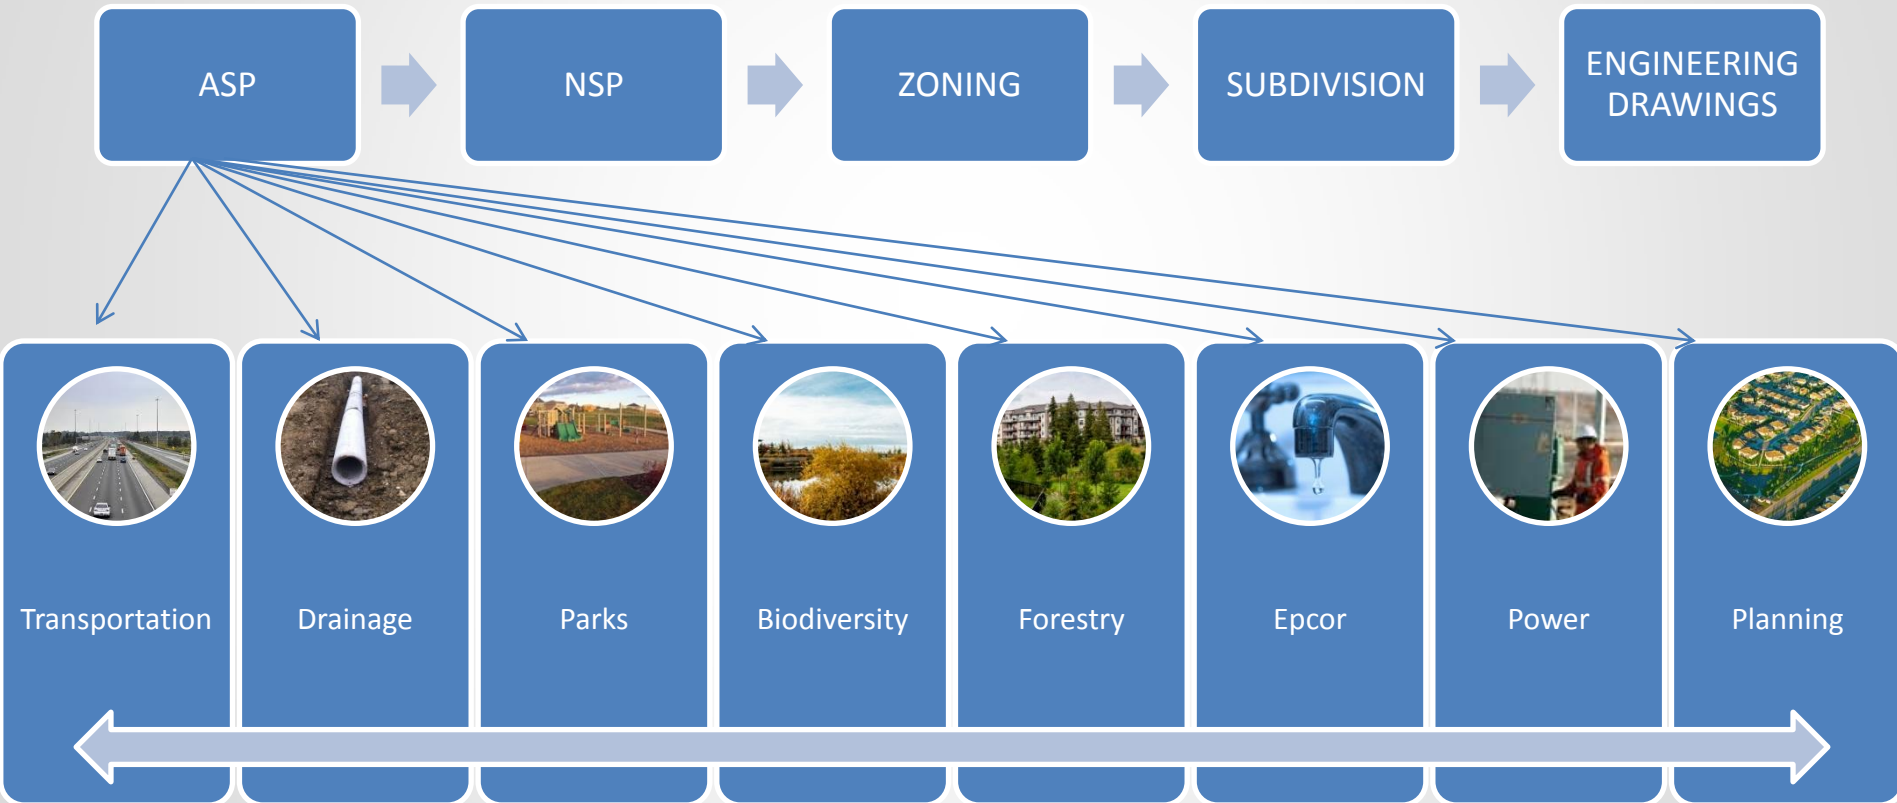 ASP
NSP
ZONING
SUBDIVISION
ENGINEERING
DRAWINGS
Transportation
Drainage
Parks
Biodiversity
Forestry
Epcor
Power
Planning